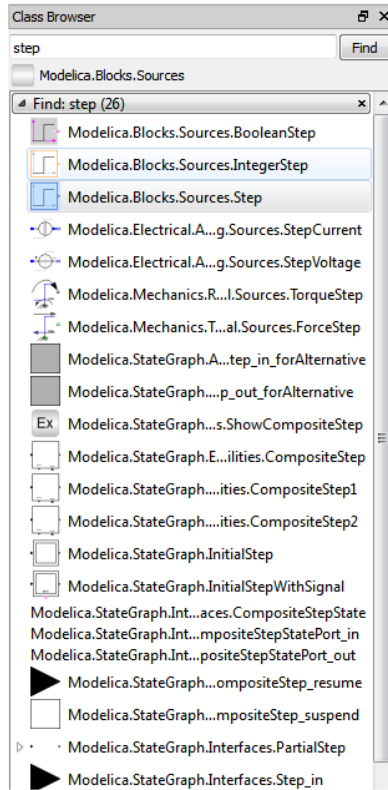 Class Browser
step
Find
Modelica.Blocks.Sources
Find: step (26)
Modelica.Blocks.Sources.BooleanStep
Modelica.Blocks.Sources.IntegerStep
Modelica.Blocks.Sources.Step
Modelica.Electrical.A...g.Sources.StepCurrent
Modelica.Electrical.A...g.Sources.StepVoltage
Modelica.Mechanics.R...l.Sources.TorqueStep
Modelica.Mechanics.T...al.Sources.ForceStep
Modelica.StateGraph.A...tep_in_forAlternative
Modelica.StateGraph....p_out_forAlternative
Ex Modelica.StateGraph...s.ShowCompositeStep
Modelica.StateGraph.E...ilities.CompositeStep
Modelica.StateGraph....ities.CompositeStep1
Modelica.StateGraph....ities.CompositeStep2
Modelica.StateGraph.InitialStep
Modelica.StateGraph.InitialStepWithSignal
Modelica.StateGraph.Int...aces.CompositeStepState
Modelica.StateGraph.Int...mpositeStepStatePort_in
Modelica.StateGraph.Int...positeStepStatePort_out
Modelica.StateGraph...ompositeStep_resume
Modelica.StateGraph...mpositeStep_suspend
Modelica.StateGraph.Interfaces.PartialStep
Modelica.StateGraph.Interfaces.Step_in